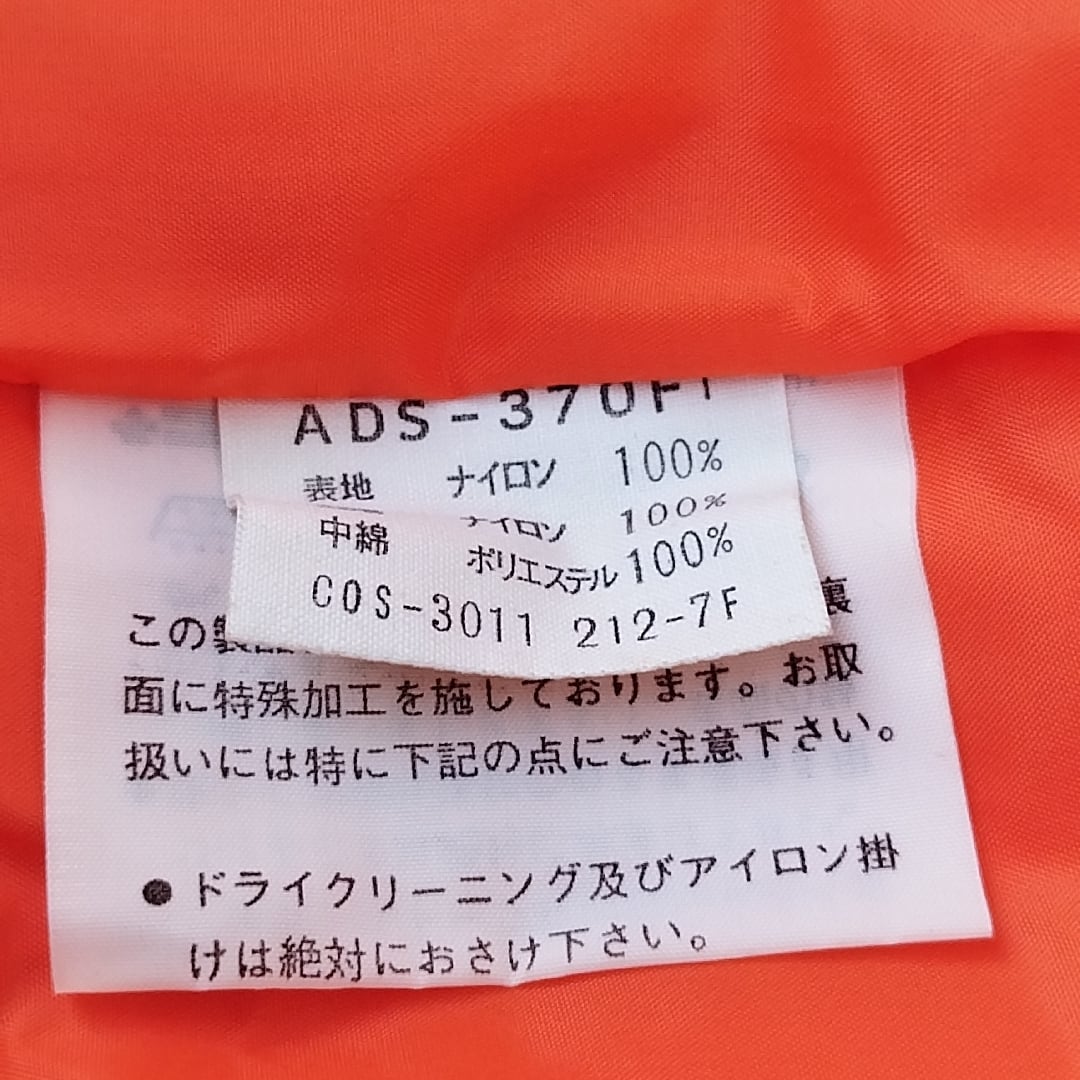 ADS-370F
表地 ナイロン 100%
ナイロン 100%
中綿 ポリエステル 100%
COS-3011 212-7F
この製品 裏
面に特殊加工を施しております。お取
扱いには特に下記の点にご注意下さい。
●ドライクリーニング及びアイロン掛
けは絶対におさけ下さい。